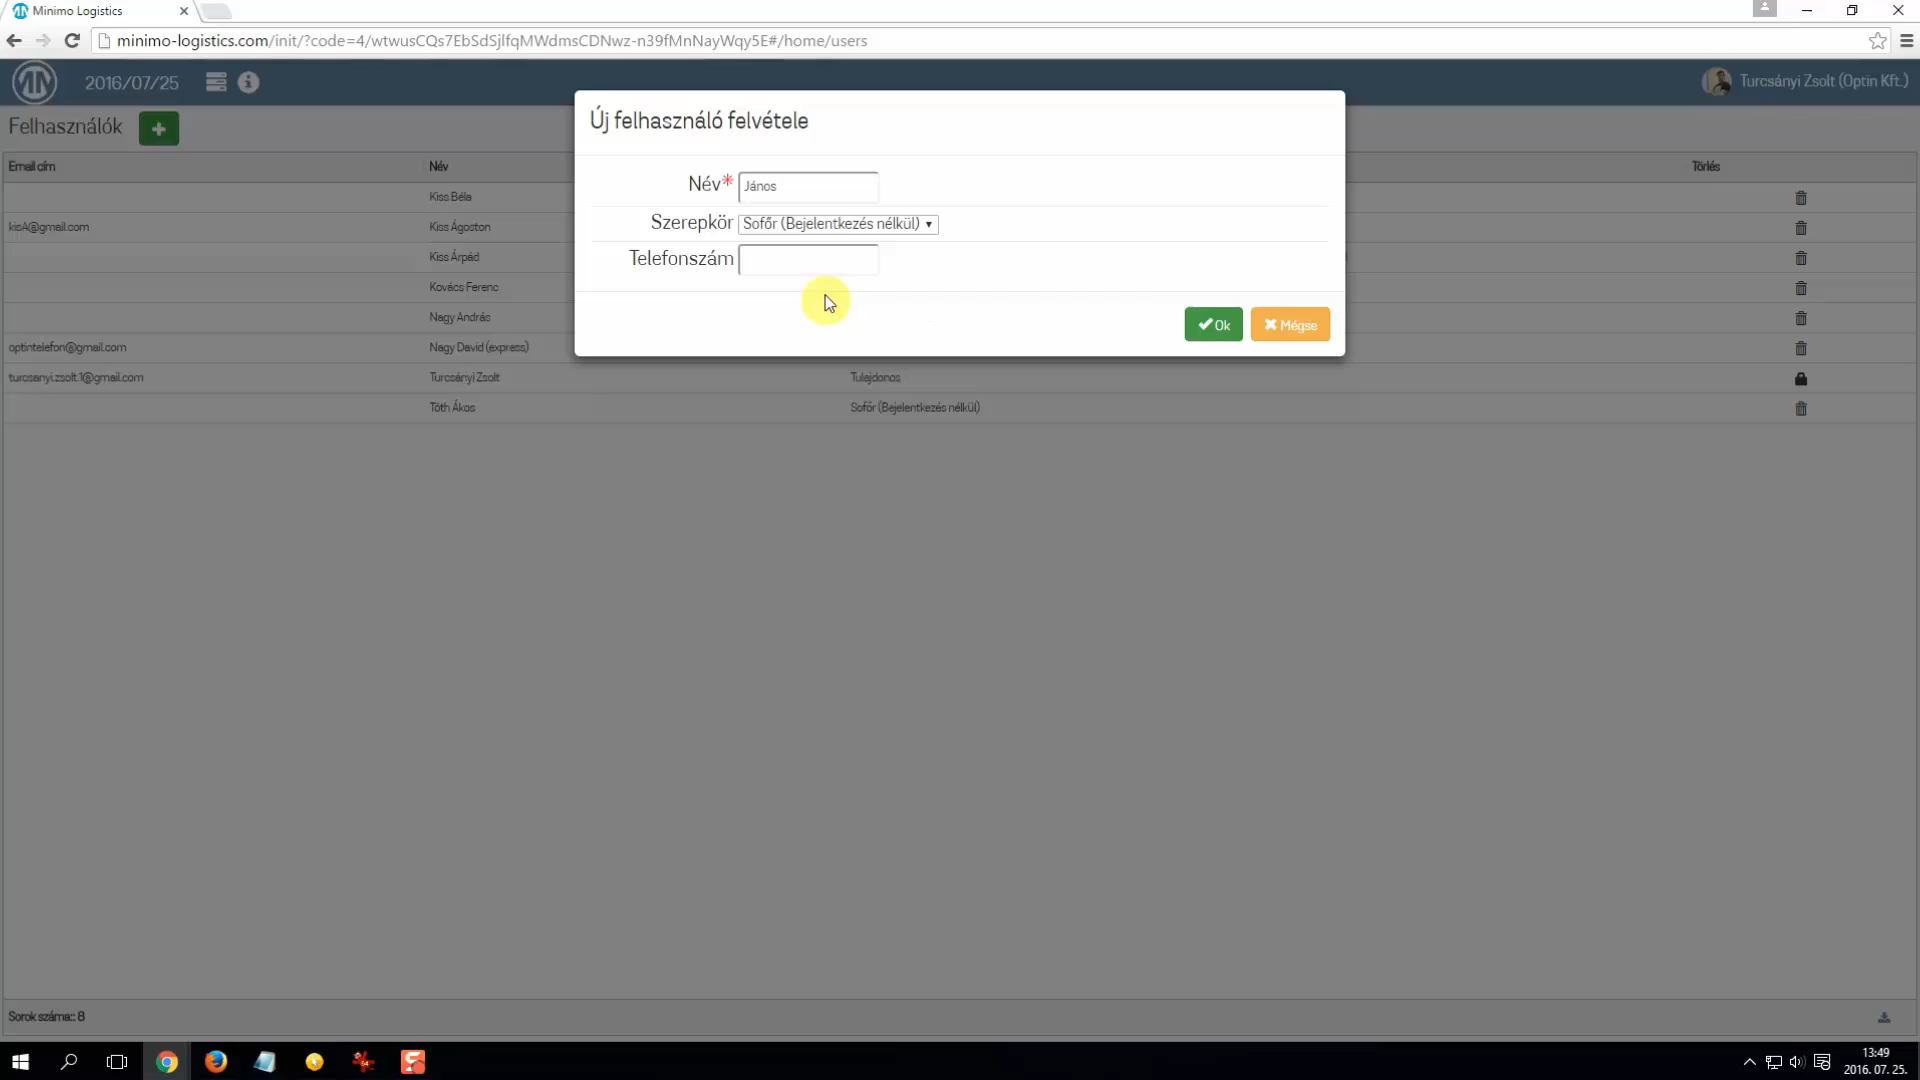 Minimo Logistics
minimo-logistics.com/init/?code=4/wtwusCQs7EbSdSjlfqMWdmsCDNwz-n39fMnNayWqy5E#/home/users
2016/07/25
Turcsányi Zsolt (Optin Kft.)
Felhasználók
Új felhasználó felvétele
Név* János
Szerepkör Sofőr (Bejelentkezés nélkül)
Telefonszám
Ok Mégse
Email cím Név Törlés
Kiss Béla
kisA@gmail.com Kiss Ágoston
Kiss Árpád
Kovács Ferenc
Nagy András
optintelefon@gmail.com Nagy David (express)
turcsanyi.zsolt.1@gmail.com Turcsányi Zsolt Tulajdonos
Tóth Ákos Sofőr (Bejelentkezés nélkül)
Sorok száma:: 8
13:49
2016. 07. 25.